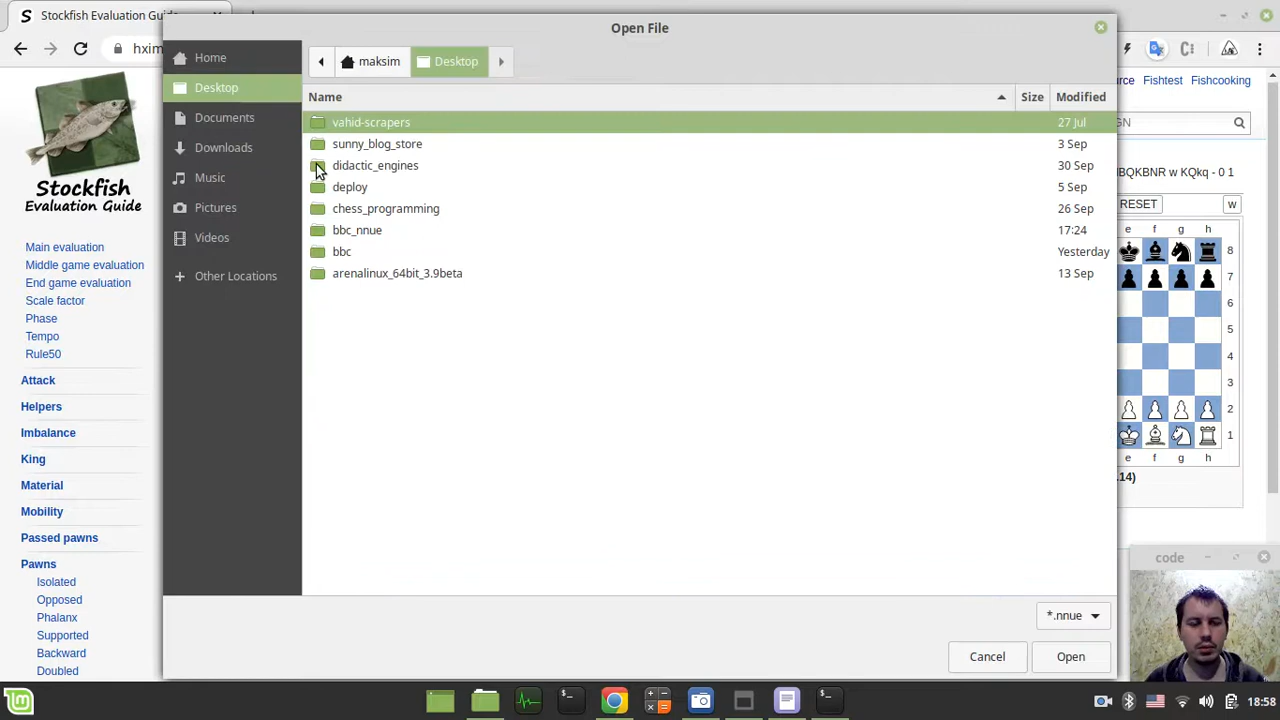 S Stockfish Evaluation Guide
Open File
hxim
Stockfish
Evaluation Guide
Main evaluation
Middle game evaluation
End game evaluation
Scale factor
Phase
Tempo
Rule50
Attack
Helpers
Imbalance
King
Material
Mobility
Passed pawns
Pawns
Isolated
Opposed
Phalanx
Supported
Backward
Doubled
Home
Desktop
Documents
Downloads
Music
Pictures
Videos
+ Other Locations
maksim
Desktop
Name Size Modified
vahid-scrapers 27 Jul
sunny_blog_store 3 Sep
didactic_engines 30 Sep
deploy 5 Sep
chess_programming 26 Sep
bbc_nnue 17:24
bbc Yesterday
arenalinux_64bit_3.9beta 13 Sep
*.nnue
Cancel Open
urce Fishtest Fishcooking
GN
NBQKBNR w KQkq - 0 1
RESET w
e f g h
8
7
6
5
4
3
2
1
e f g h
.14)
code
18:58